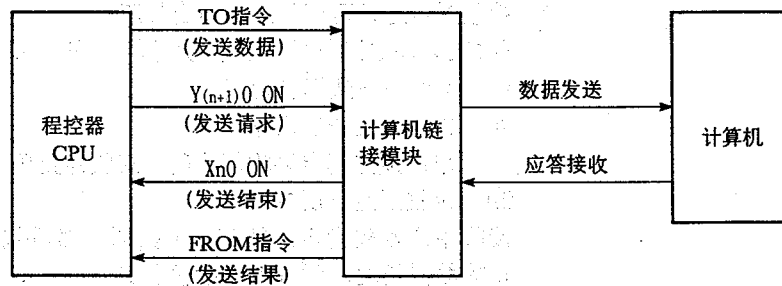 TO指令
(发送数据)
Y(n+1)0 ON
(发送请求)
Xn0 ON
(发送结束)
FROM指令
(发送结果)
程控器
CPU
计算机链
接模块
数据发送
应答接收
计算机